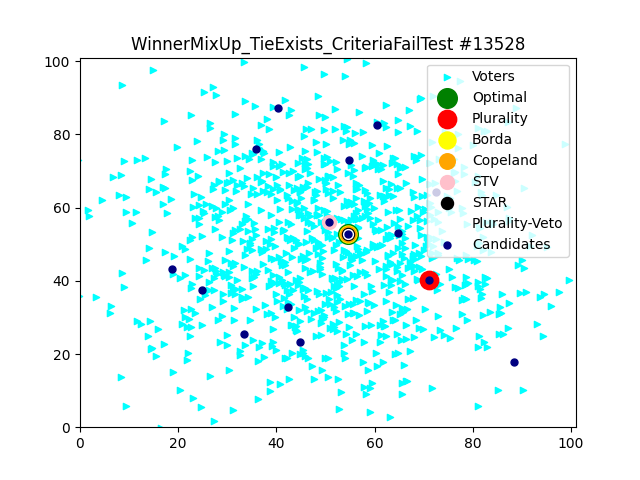 WinnerMixUp_TieExists_CriteriaFailTest #13528
100
80
60
40
20
0
0 20 40 60 80 100
Voters
Optimal
Plurality
Borda
Copeland
STV
STAR
Plurality-Veto
Candidates